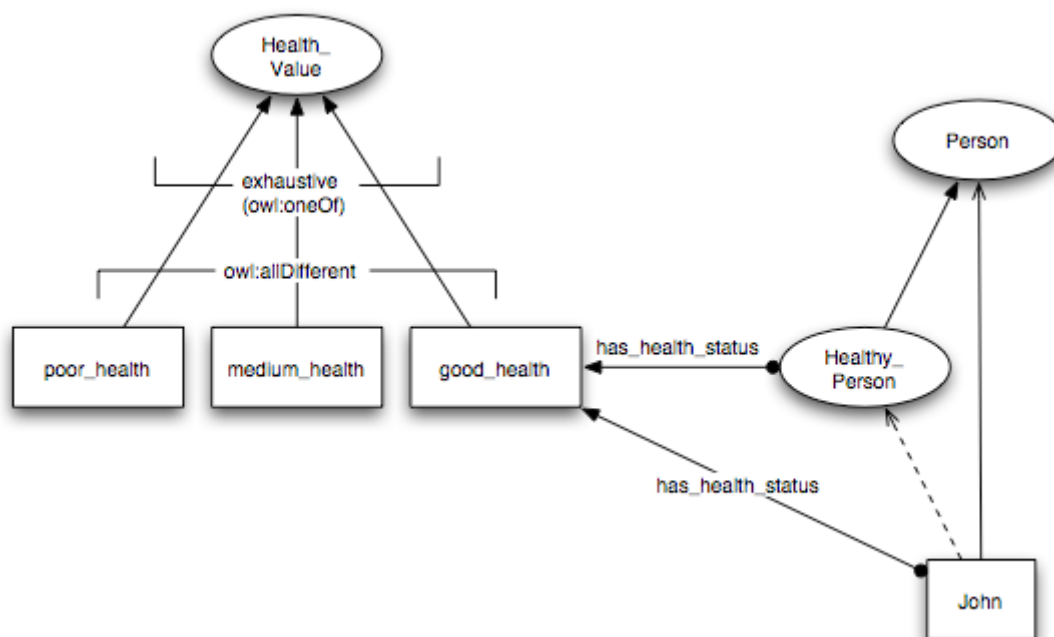 Health_
Value
Person
exhaustive
(owl:oneOf)
owl:allDifferent
poor_health
medium_health
good_health
has_health_status
Healthy_
Person
has_health_status
John